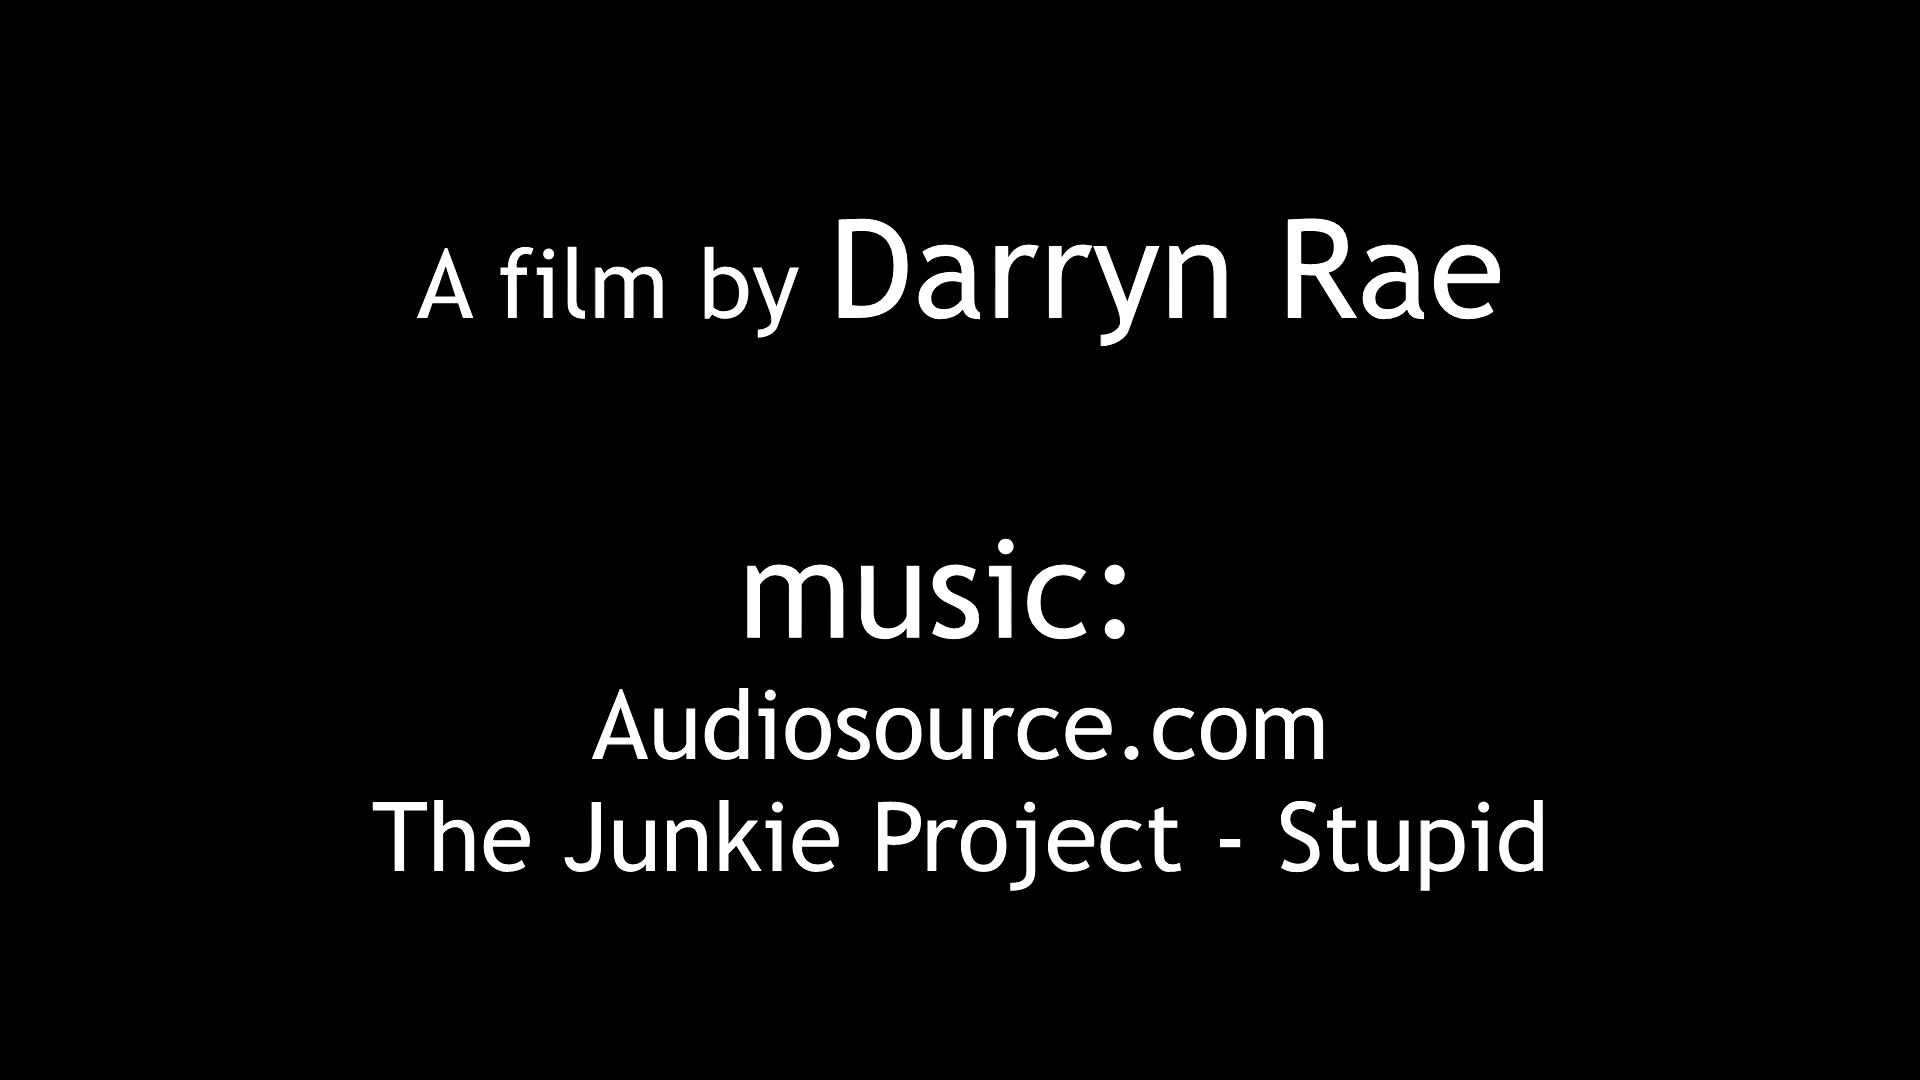 A film by Darryn Rae
music:
Audiosource.com
The Junkie Project - Stupid